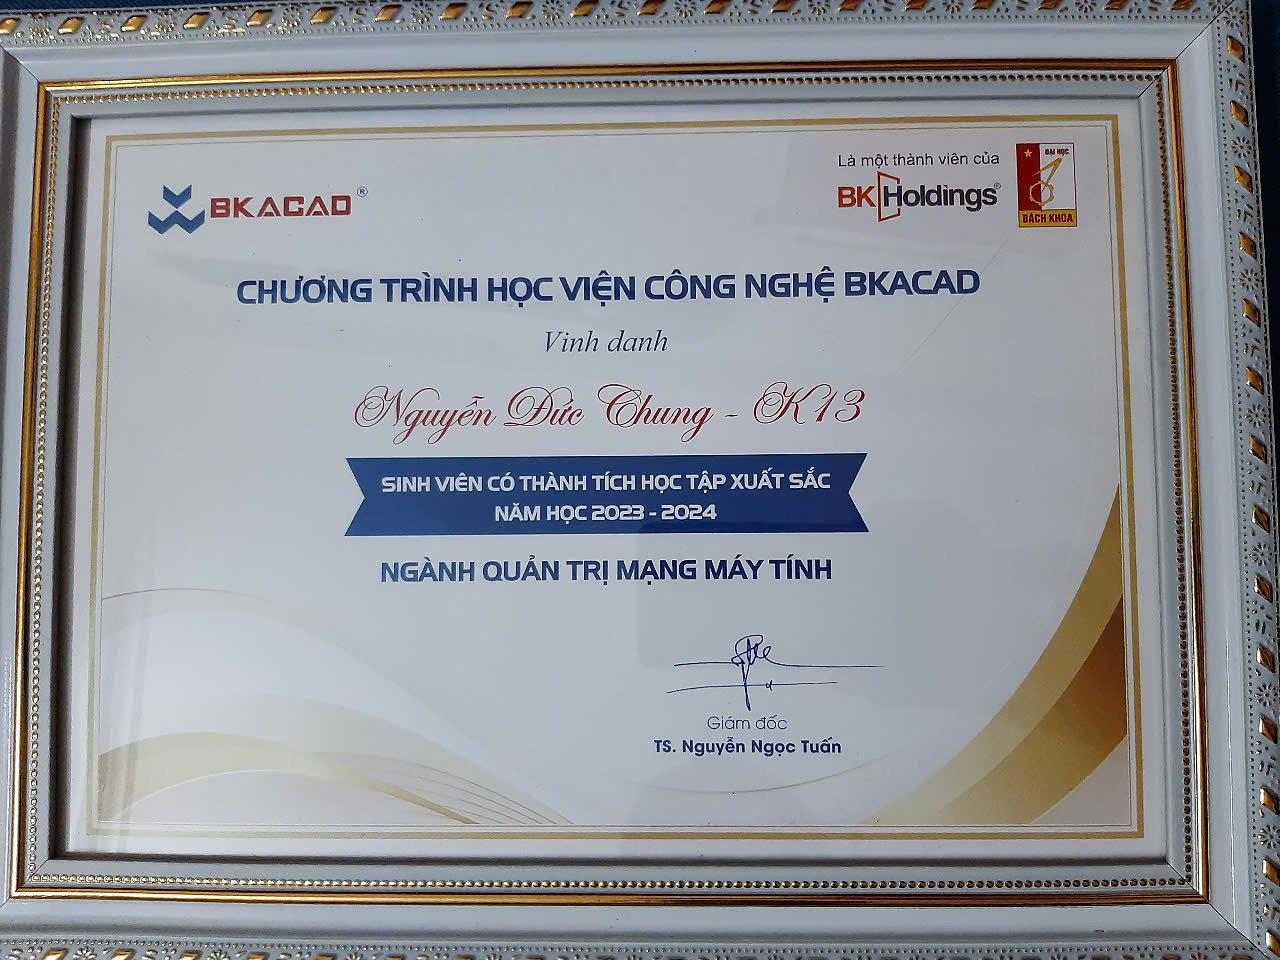 BKACAD®
Là một thành viên của
BK Holdings®
ĐẠI HỌC
BÁCH KHOA
CHƯƠNG TRÌNH HỌC VIỆN CÔNG NGHỆ BKACAD
Vinh danh
Nguyễn Đức Chung - K13
SINH VIÊN CÓ THÀNH TÍCH HỌC TẬP XUẤT SẮC
NĂM HỌC 2023 - 2024
NGÀNH QUẢN TRỊ MẠNG MÁY TÍNH
Giám đốc
TS. Nguyễn Ngọc Tuấn